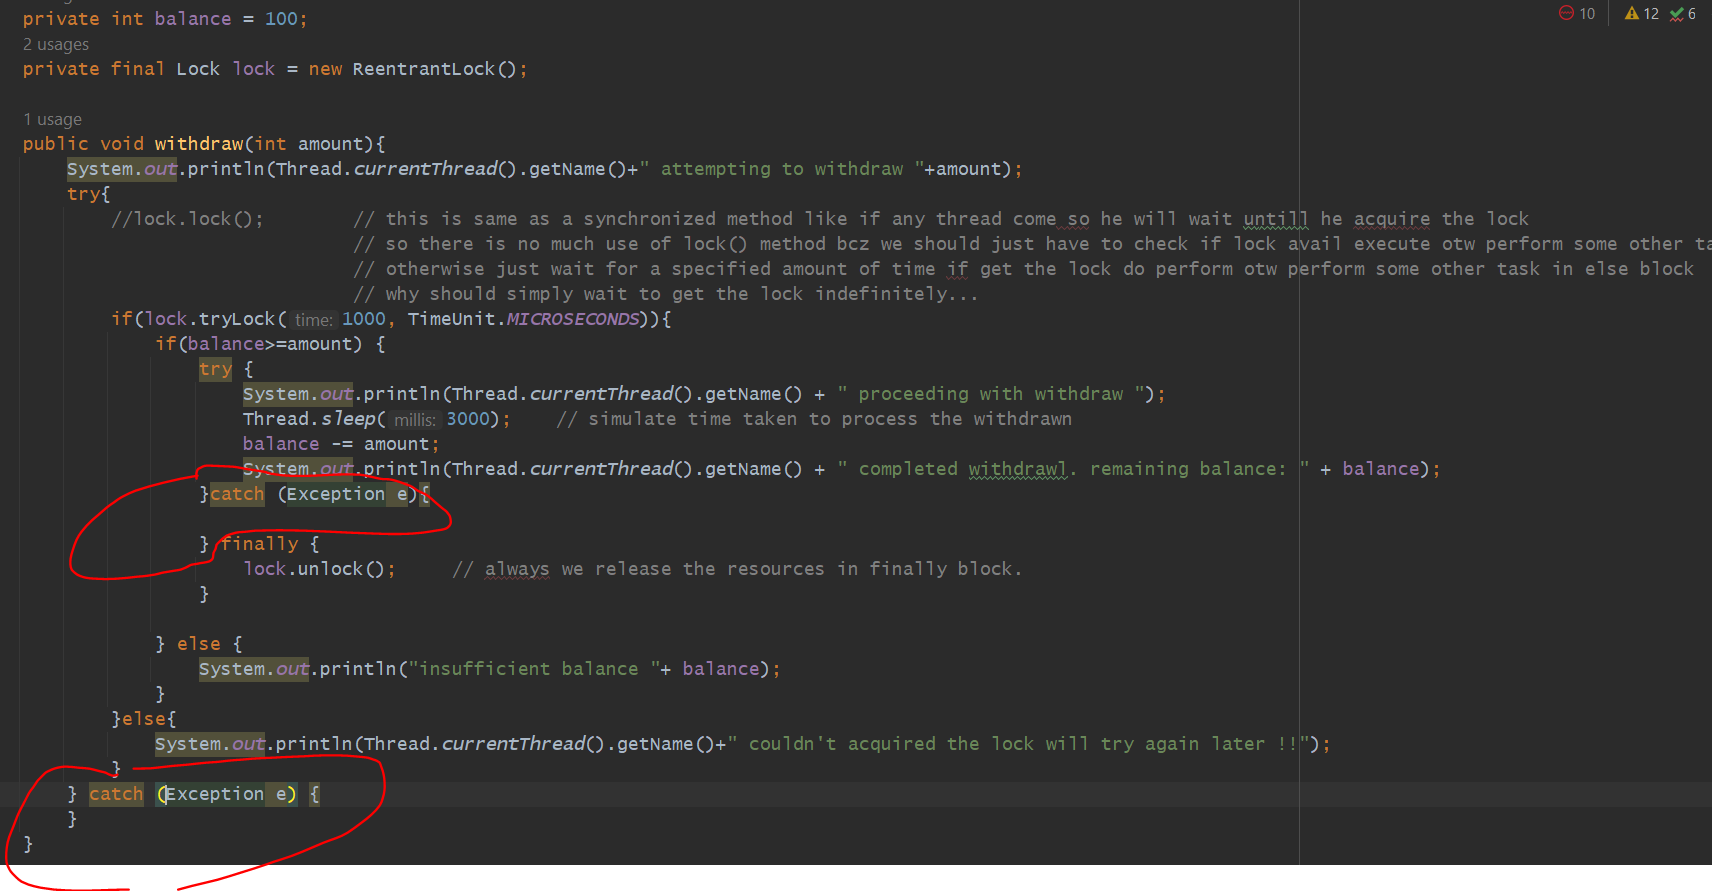 private int balance = 100;
10 12 6
2 usages
private final Lock lock = new ReentrantLock();
1 usage
public void withdraw(int amount){
System.out.println(Thread.currentThread().getName()+" attempting to withdraw "+amount);
try{
//lock.lock(); // this is same as a synchronized method like if any thread come so he will wait untill he acquire the lock
// so there is no much use of lock() method bcz we should just have to check if lock avail execute otw perform some other ta
// otherwise just wait for a specified amount of time if get the lock do perform otw perform some other task in else block
// why should simply wait to get the lock indefinitely...
if(lock.tryLock( time: 1000, TimeUnit.MICROSECONDS)){
if(balance>=amount) {
try {
System.out.println(Thread.currentThread().getName() + " proceeding with withdraw ");
Thread.sleep( millis: 3000); // simulate time taken to process the withdrawn
balance -= amount;
System.out.println(Thread.currentThread().getName() + " completed withdrawl. remaining balance: " + balance);
}catch (Exception e){
} finally {
lock.unlock(); // always we release the resources in finally block.
}
} else {
System.out.println("insufficient balance "+ balance);
}
}else{
System.out.println(Thread.currentThread().getName()+" couldn't acquired the lock will try again later !!");
}
} catch (Exception e) {
}
}